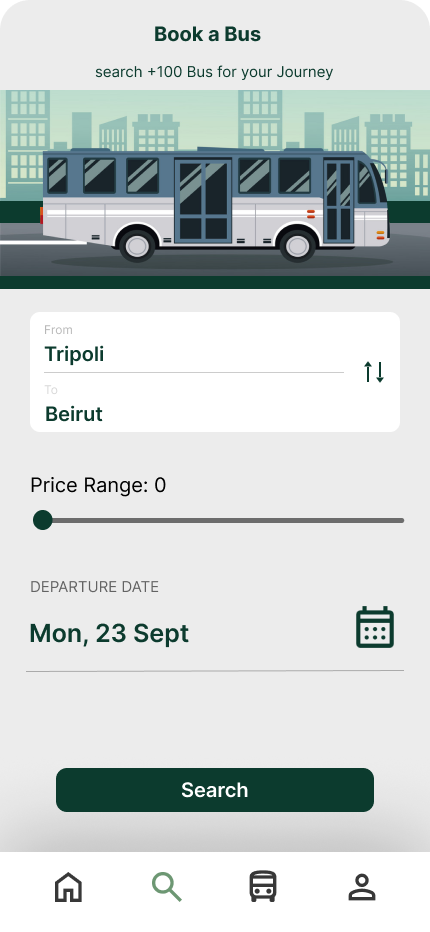 Book a Bus
search +100 Bus for your Journey
From
Tripoli
To
Beirut
Price Range: 0
DEPARTURE DATE
Mon, 23 Sept
Search